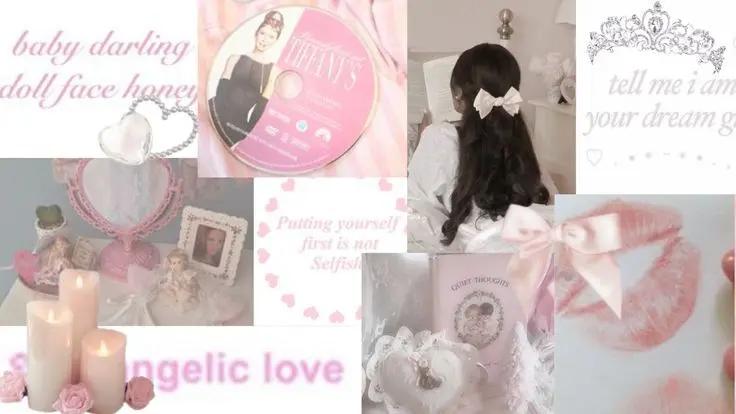 baby darling
doll face honey
TIFFANY'S
tell me i am
your dream g
Putting yourself
first is not
Selfish
QUIET THOUGHTS
angelic love